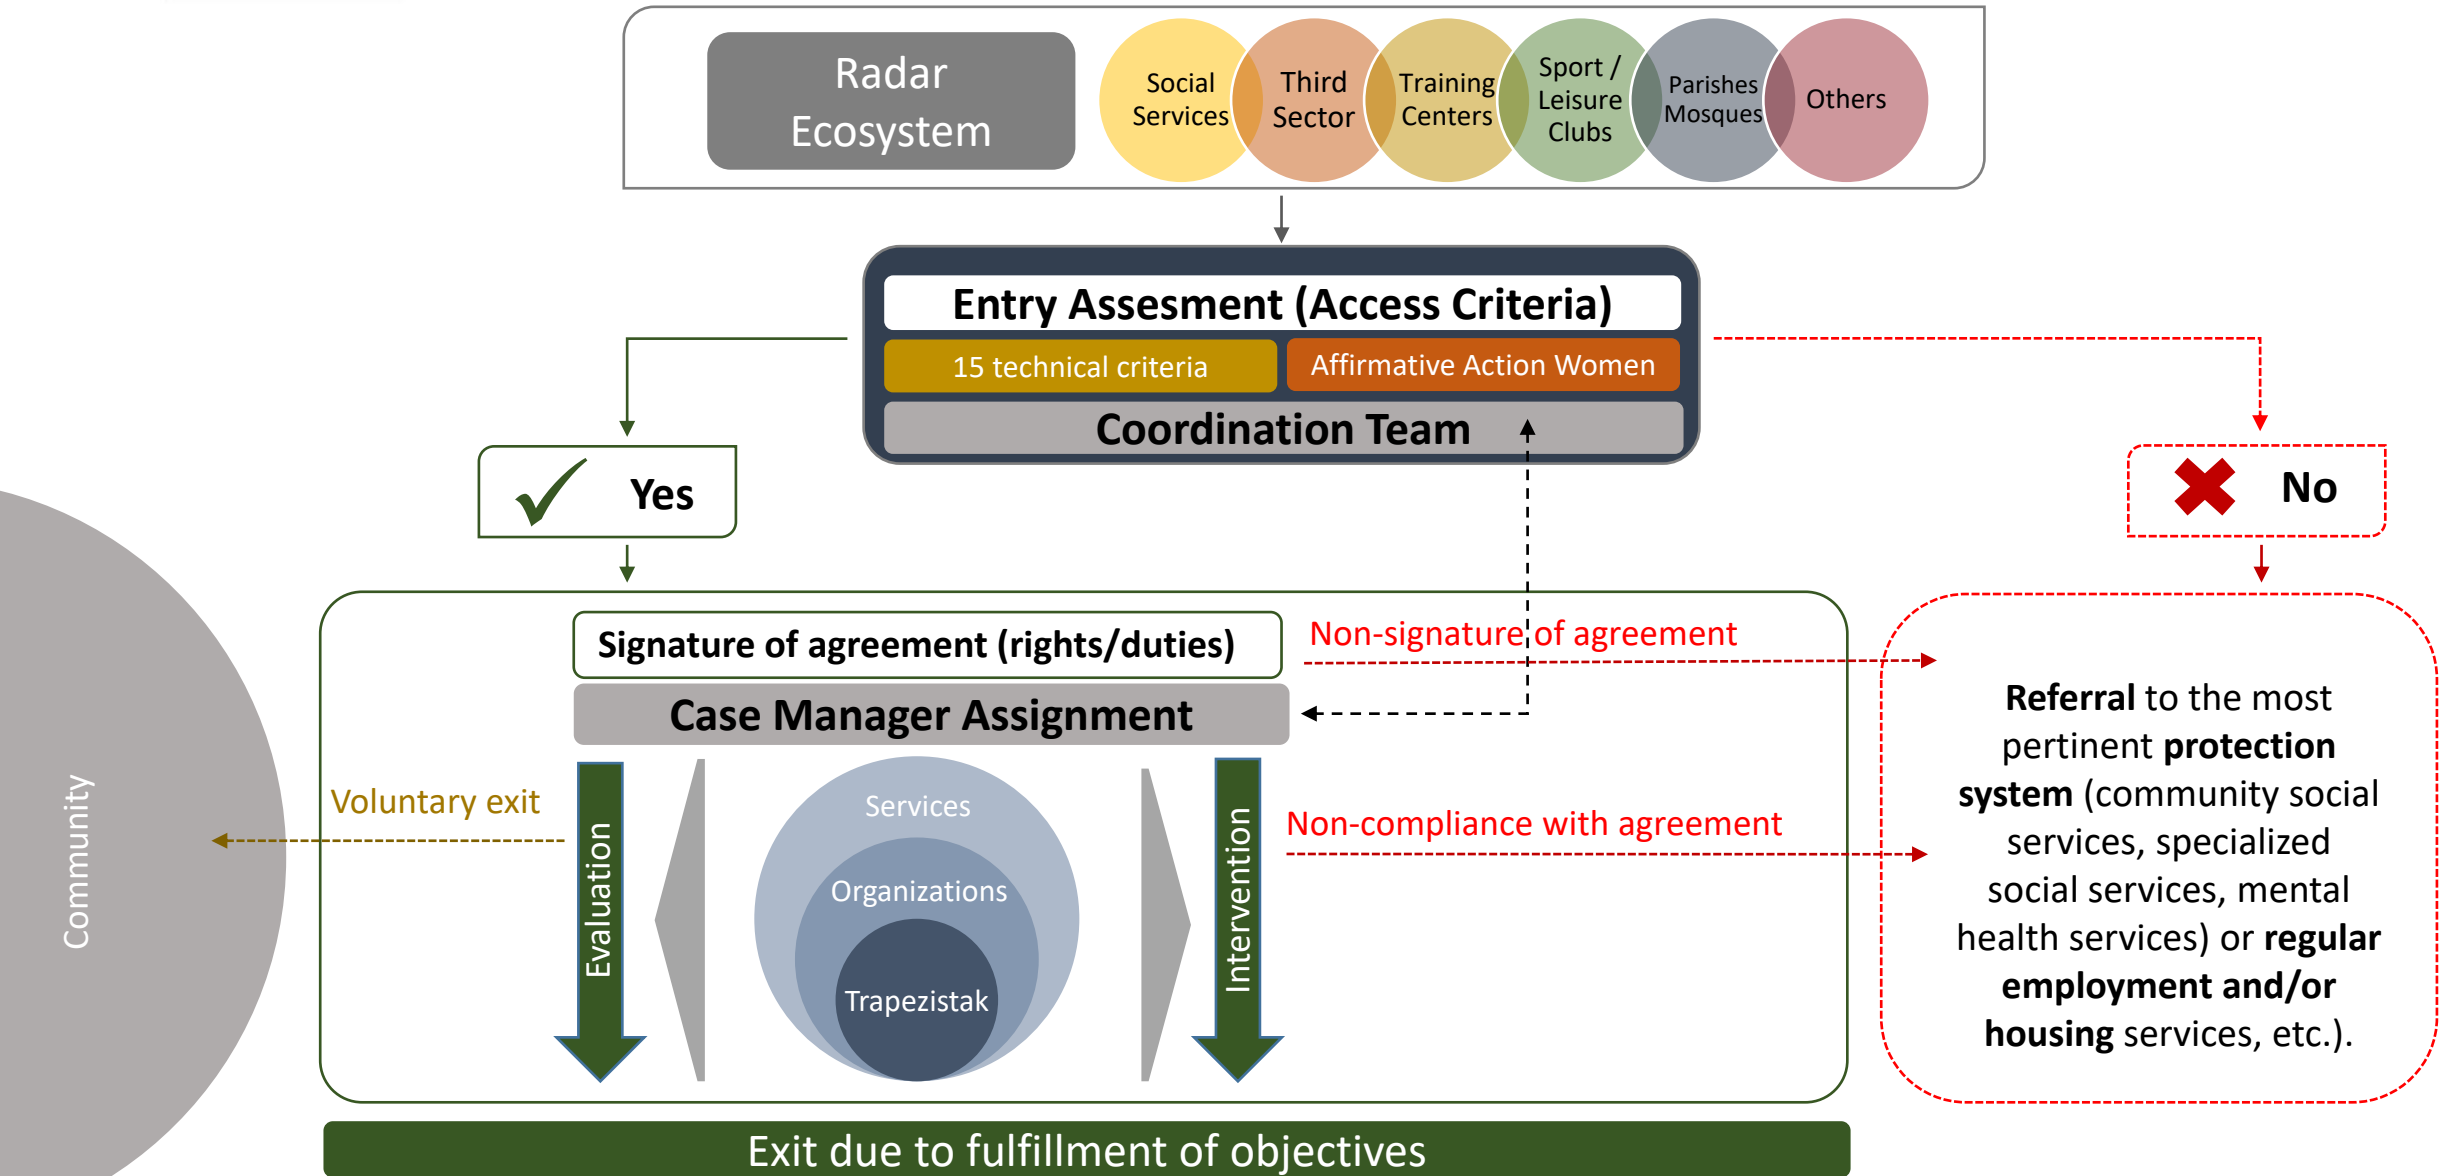 Radar
Ecosystem
Social
Services
Third
Sector
Training
Centers
Sport /
Leisure
Clubs
Parishes
Mosques
Others
Entry Assesment (Access Criteria)
15 technical criteria
Affirmative Action Women
Coordination Team
Yes
No
Signature of agreement (rights/duties)
Non-signature of agreement
Case Manager Assignment
Community
Voluntary exit
Evaluation
Services
Organizations
Trapezistak
Intervention
Non-compliance with agreement
Referral to the most
pertinent protection
system (community social
services, specialized
social services, mental
health services) or regular
employment and/or
housing services, etc.).
Exit due to fulfillment of objectives